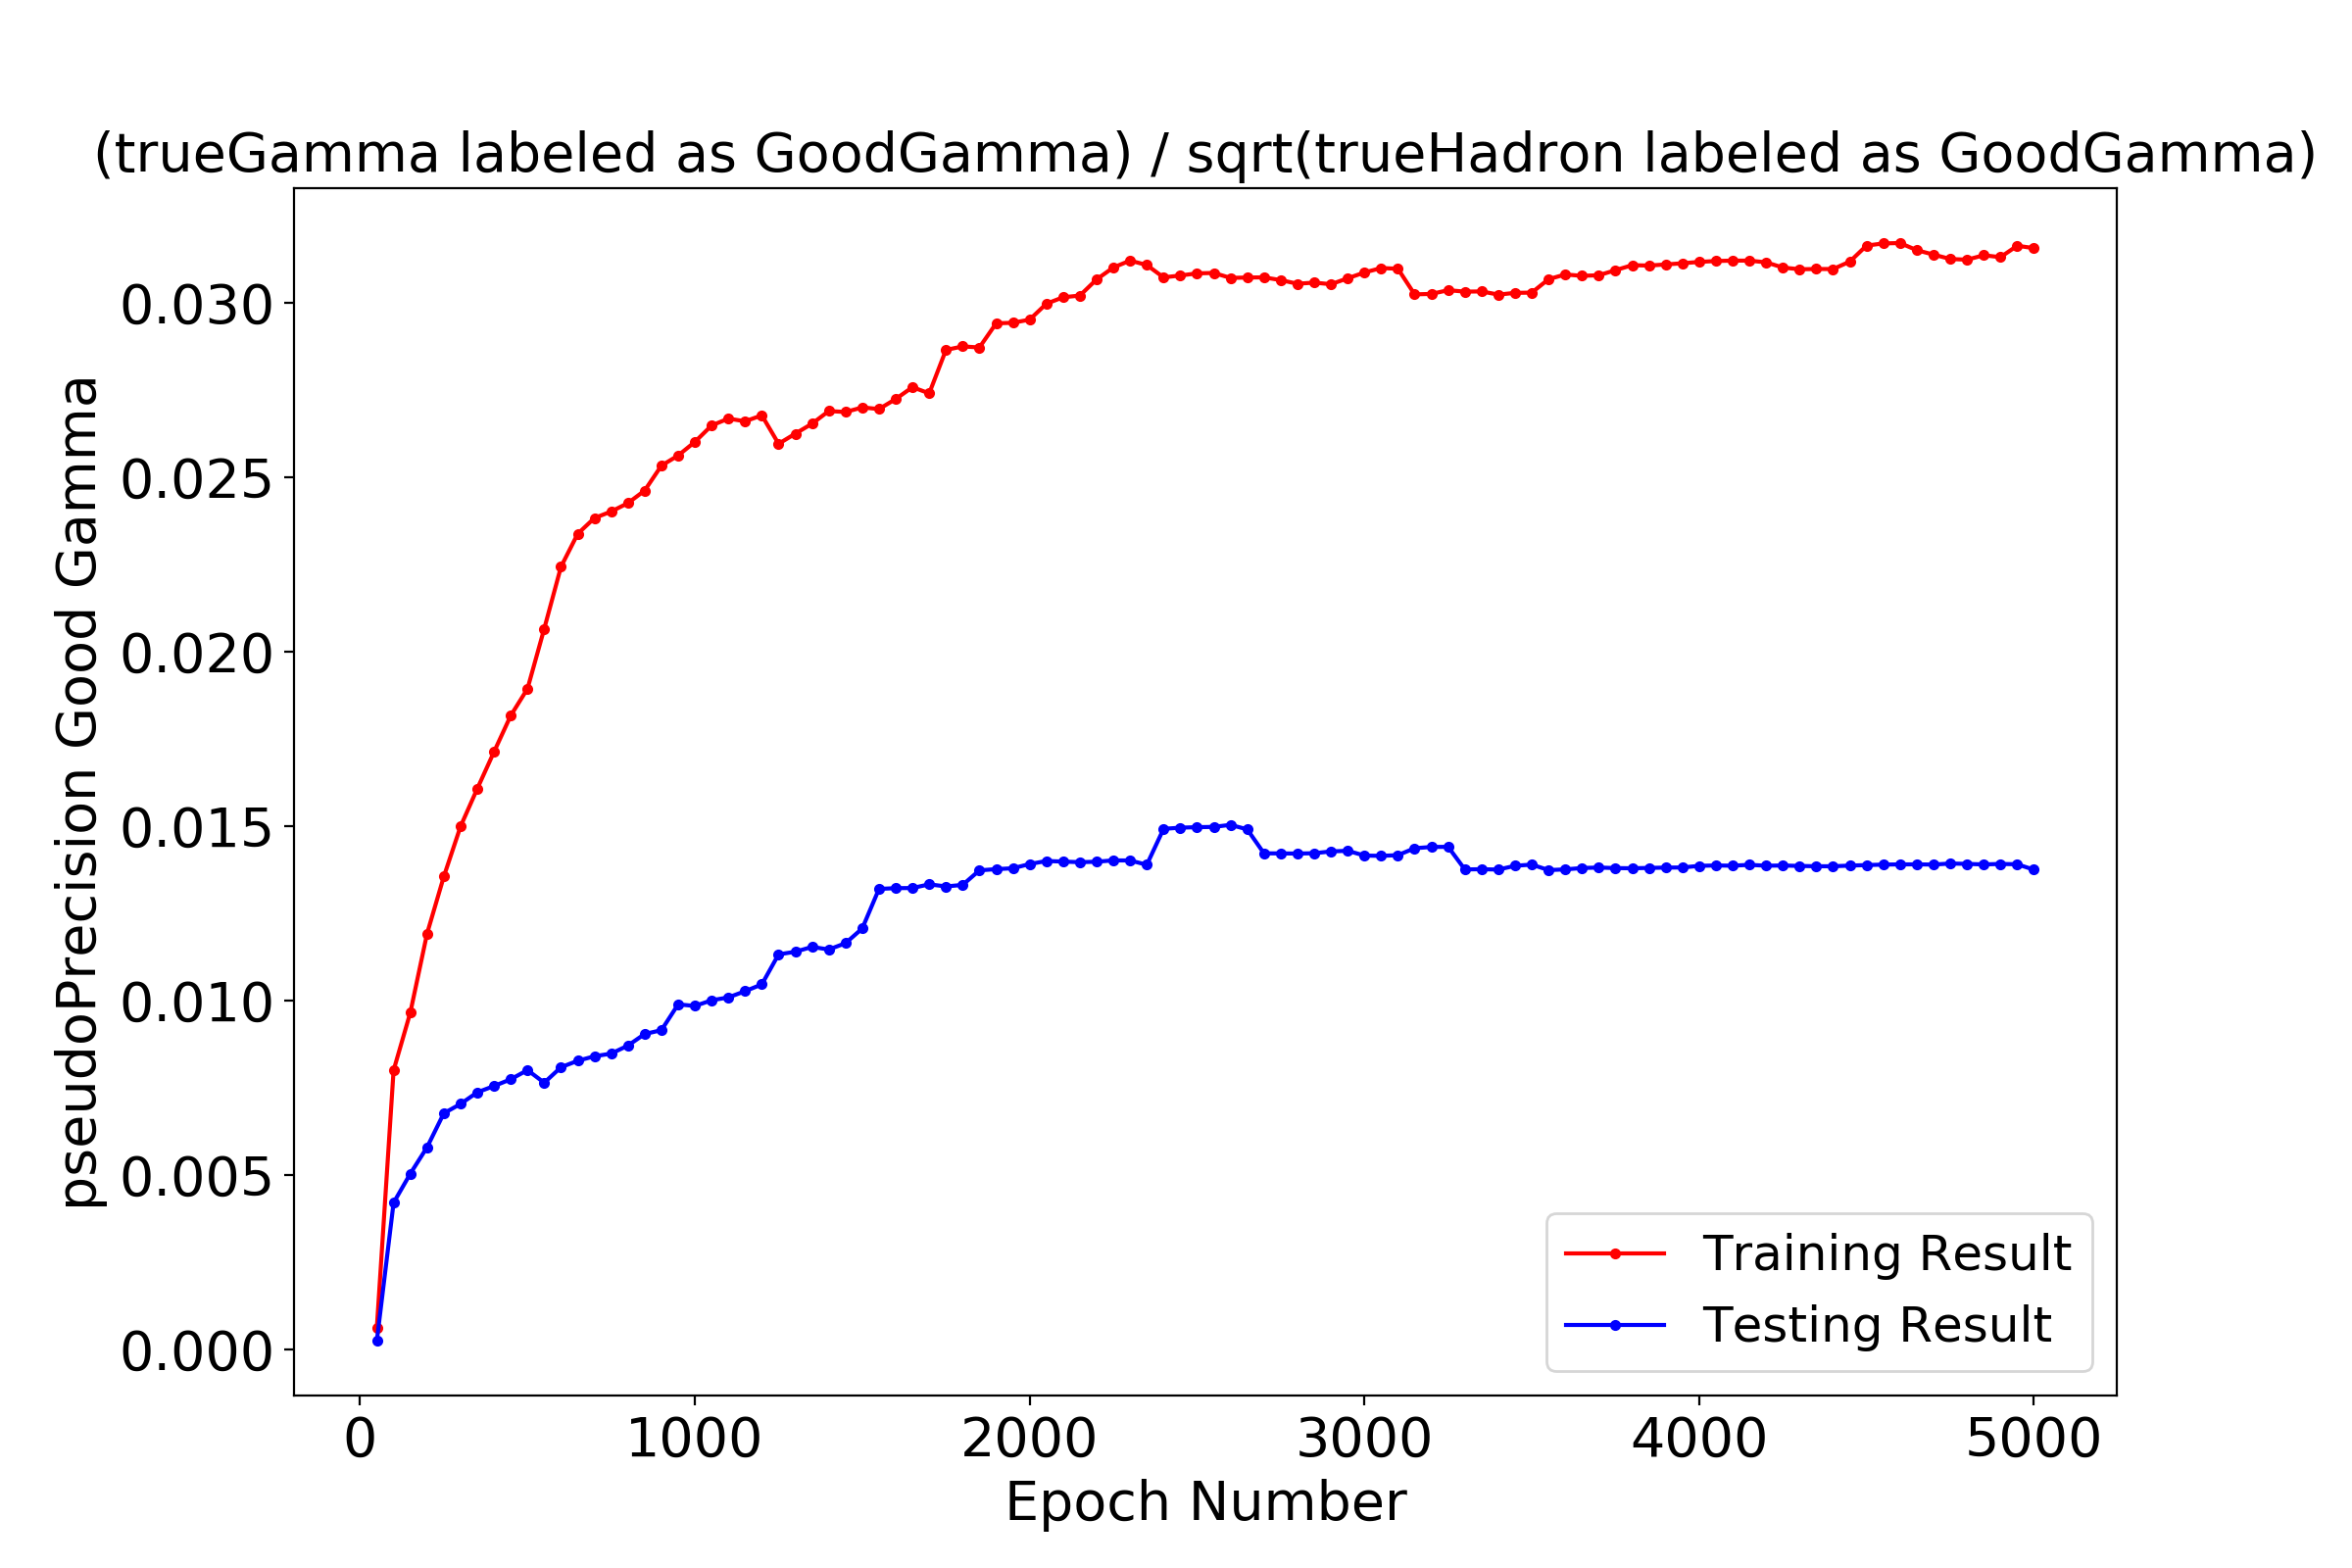 (trueGamma labeled as GoodGamma) / sqrt(trueHadron labeled as GoodGamma)
pseudoPrecision Good Gamma
0.030
0.025
0.020
0.015
0.010
0.005
0.000
Training Result
Testing Result
0 1000 2000 3000 4000 5000
Epoch Number